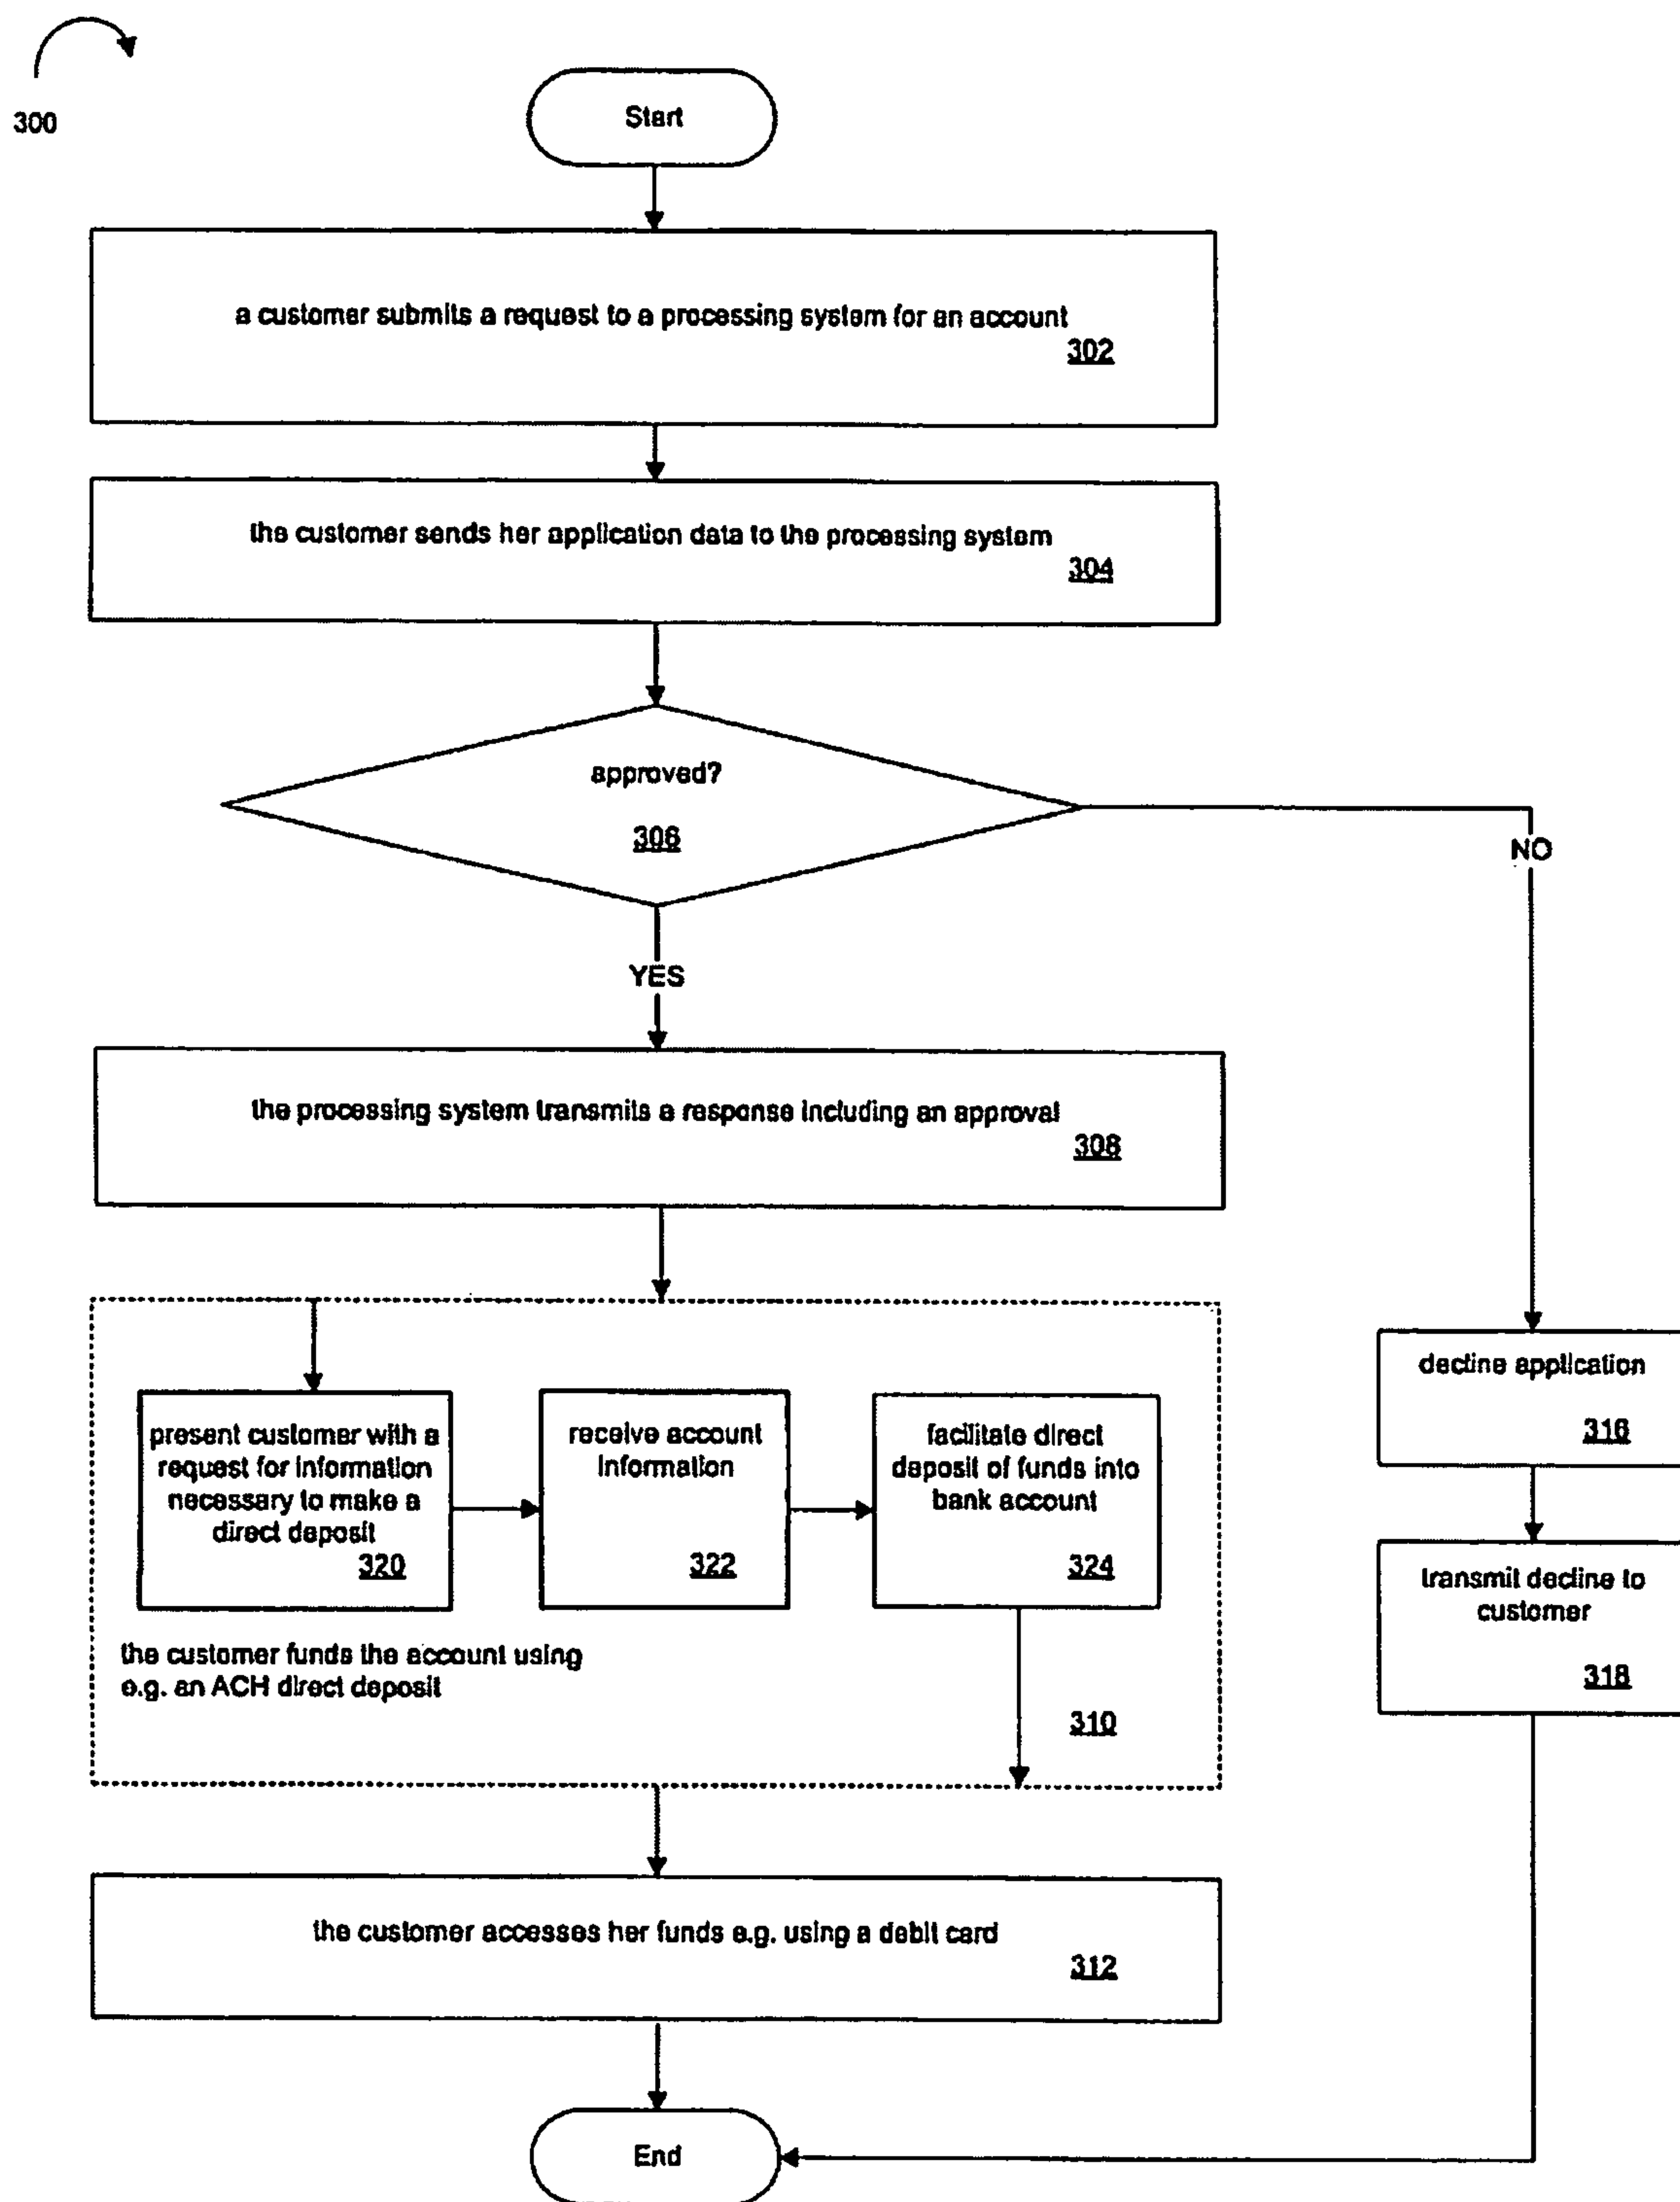 300
Start
a customer submits a request to a processing system for an account
302
the customer sends her application data to the processing system
304
approved?
306
NO
YES
the processing system transmits a response including an approval
308
present customer with a
request for information
necessary to make a
direct deposit
320
receive account
information
322
facilitate direct
deposit of funds into
bank account
324
the customer funds the account using
e.g. an ACH direct deposit
310
decline application
316
transmit decline to
customer
318
the customer accesses her funds e.g. using a debit card
312
End